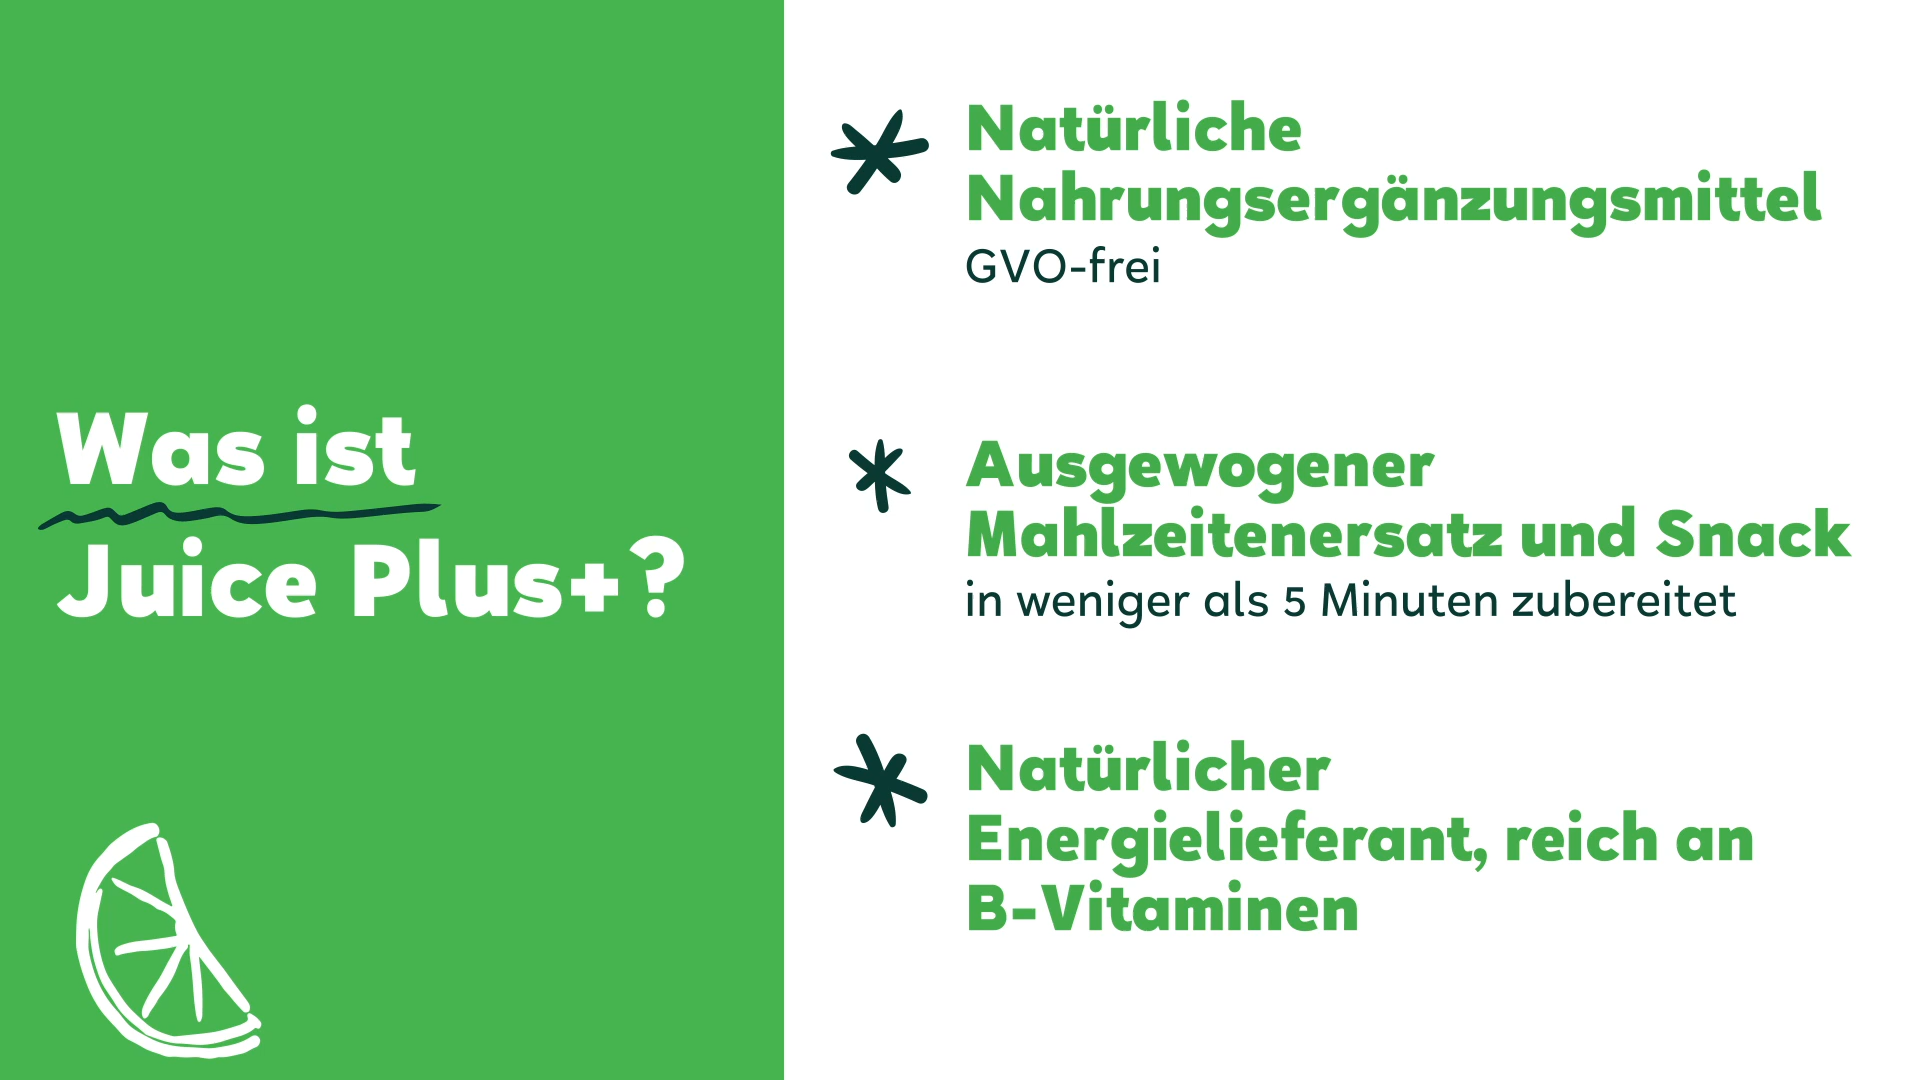 Was ist
Juice Plus+?
Natürliche
Nahrungsergänzungsmittel
GVO-frei
Ausgewogener
Mahlzeitenersatz und Snack
in weniger als 5 Minuten zubereitet
Natürlicher
Energielieferant, reich an
B-Vitaminen